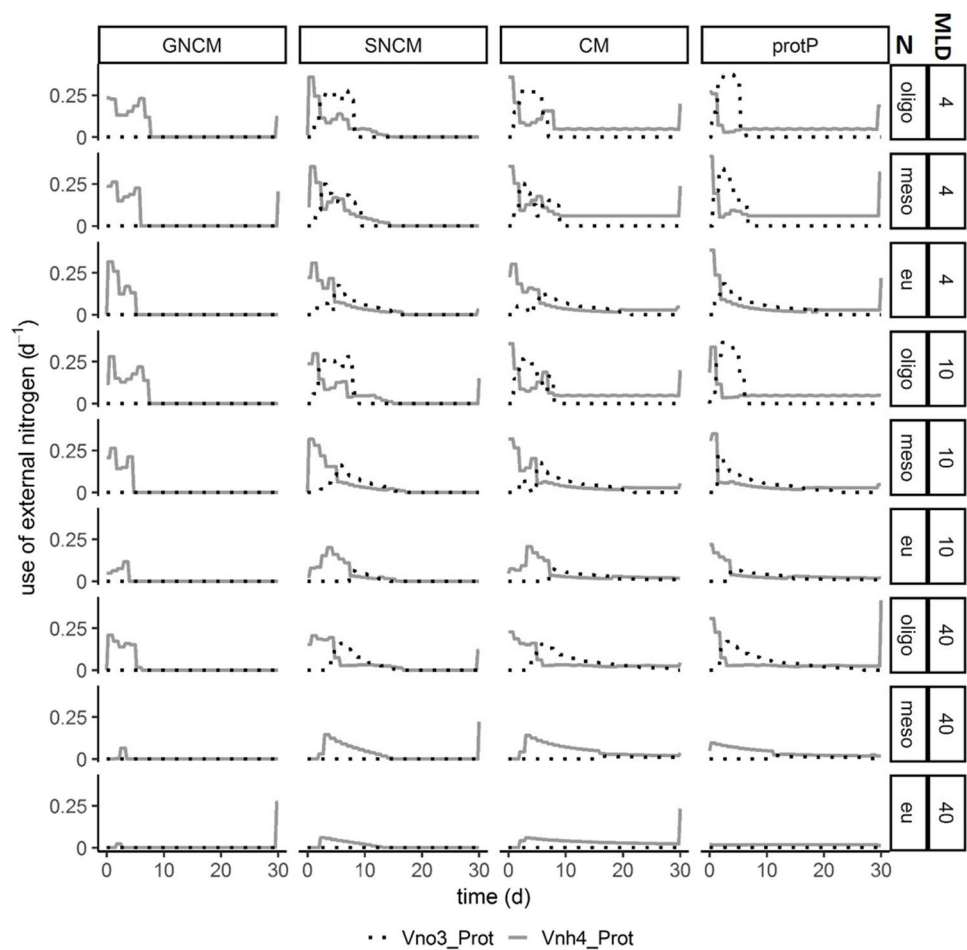 GNCM SNCM CM protP N MLD
0.25 oligo 4
0
0.25 meso 4
0
0.25 eu 4
0
0.25 oligo 10
0
0.25 meso 10
0
0.25 eu 10
0
0.25 oligo 40
0
0.25 meso 40
0
0.25 eu 40
0
use of external nitrogen (d⁻¹)
0 10 20 30 0 10 20 30 0 10 20 30 0 10 20 30
time (d)
Vno3_Prot Vnh4_Prot